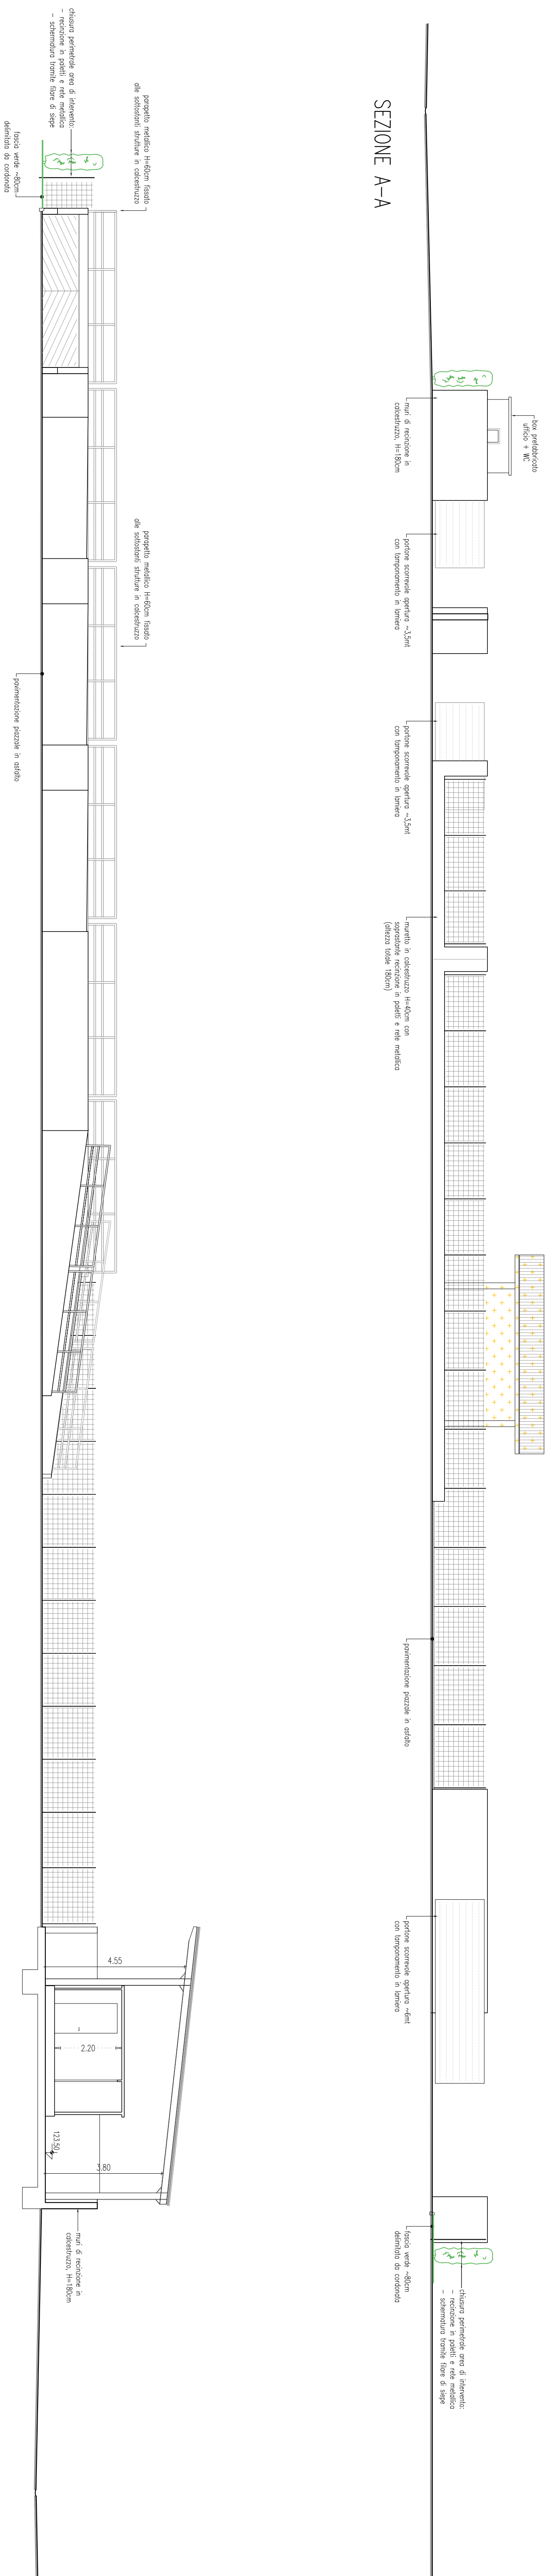 box prefabbricato
ufficio + WC
muri di recinzione in
calcestruzzo, H=180cm
portone scorrevole apertura ~3,5mt
con tamponamento in lamiera
portone scorrevole apertura ~3,5mt
con tamponamento in lamiera
muretto in calcestruzzo H=40cm con
soprastante recinzione in paletti e rete metallica
(altezza totale 180cm)
pavimentazione piazzale in asfalto
portone scorrevole apertura ~6mt
con tamponamento in lamiera
fascia verde ~80cm
delimitata da cordonata
chiusura perimetrale area di intervento:
- recinzione in paletti e rete metallica
- schermatura tramite filare di siepe
SEZIONE A-A
parapetto metallico H=60cm fissato
alle sottostanti strutture in calcestruzzo
parapetto metallico H=60cm fissato
alle sottostanti strutture in calcestruzzo
chiusura perimetrale area di intervento:
- recinzione in paletti e rete metallica
- schermatura tramite filare di siepe
fascia verde ~80cm
delimitata da cordonata
pavimentazione piazzale in asfalto
4.55
2.20
123.50
3.80
muri di recinzione in
calcestruzzo, H=180cm